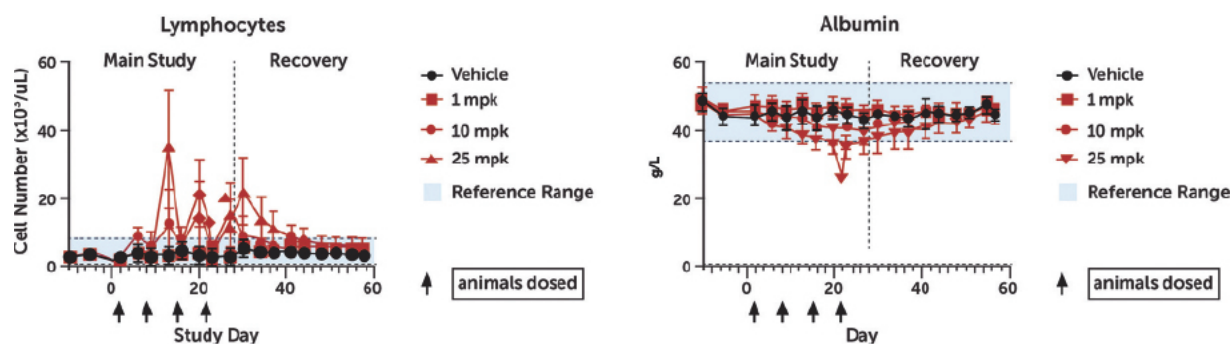 Lymphocytes
60
40
20
0
Cell Number (x10³/uL)
Main Study
Recovery
0
20
40
60
Study Day
Vehicle
1 mpk
10 mpk
25 mpk
Reference Range
animals dosed
Albumin
60
40
20
0
g/L
Main Study
Recovery
0
20
40
60
Day
Vehicle
1 mpk
10 mpk
25 mpk
Reference Range
animals dosed